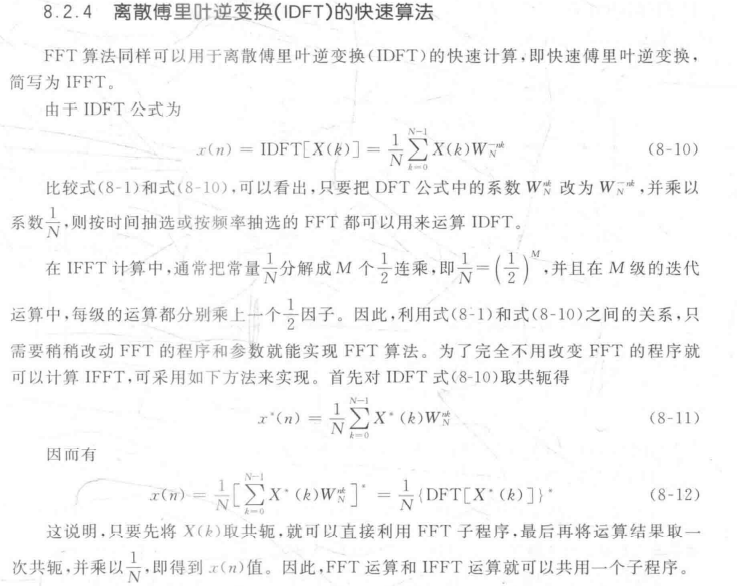 8.2.4 离散傅里叶逆变换(IDFT)的快速算法
FFT 算法同样可以用于离散傅里叶逆变换(IDFT)的快速计算,即快速傅里叶逆变换,
简写为 IFFT。
由于 IDFT 公式为
x(n) = IDFT[X(k)] = \frac{1}{N}\sum_{k=0}^{N-1} X(k)W_N^{-nk} (8-10)
比较式(8-1)和式(8-10),可以看出,只要把 DFT 公式中的系数 W_N^{nk} 改为 W_N^{-nk},并乘以
系数\frac{1}{N},则按时间抽选或按频率抽选的 FFT 都可以用来运算 IDFT。
在 IFFT 计算中,通常把常量\frac{1}{N}分解成 M 个\frac{1}{2}连乘,即\frac{1}{N}=(\frac{1}{2})^M,并且在 M 级的迭代
运算中,每级的运算都分别乘上一个\frac{1}{2}因子。因此,利用式(8-1)和式(8-10)之间的关系,只
需要稍稍改动 FFT 的程序和参数就能实现 FFT 算法。为了完全不用改变 FFT 的程序就
可以计算 IFFT,可采用如下方法来实现。首先对 IDFT 式(8-10)取共轭得
x^*(n) = \frac{1}{N}\sum_{k=0}^{N-1} X^*(k)W_N^{nk} (8-11)
因而有
x(n) = \frac{1}{N}[\sum_{k=0}^{N-1} X^*(k)W_N^{nk}]^* = \frac{1}{N}{DFT[X^*(k)]}^* (8-12)
这说明,只要先将 X(k)取共轭,就可以直接利用 FFT 子程序,最后再将运算结果取一
次共轭,并乘以\frac{1}{N},即得到 x(n)值。因此,FFT 运算和 IFFT 运算就可以共用一个子程序。